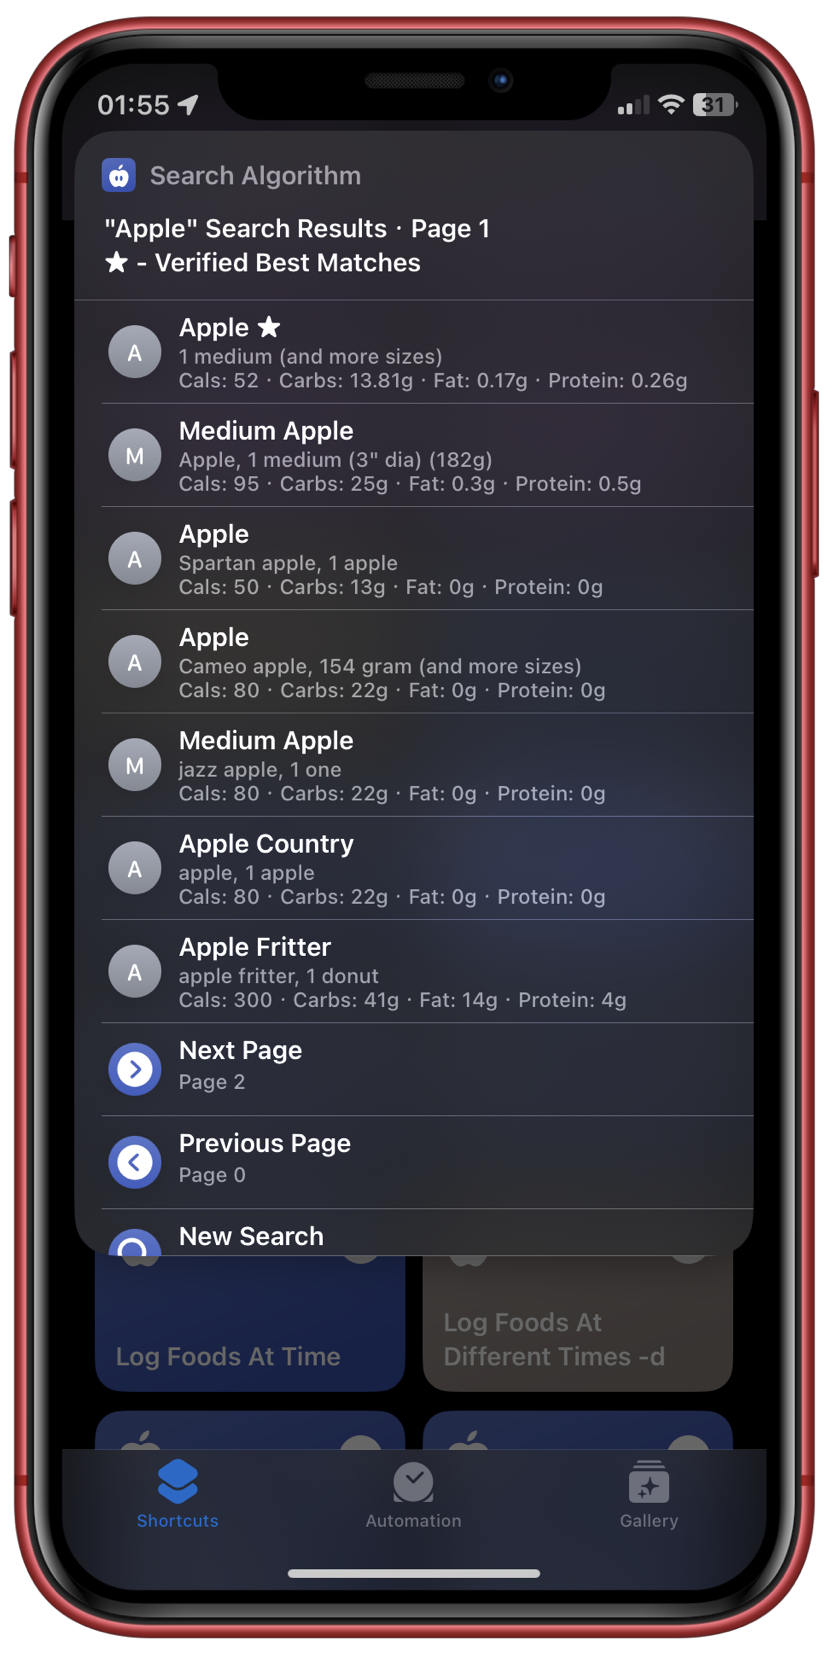 01:55
31
Search Algorithm
"Apple" Search Results · Page 1
★ - Verified Best Matches
A
Apple ★
1 medium (and more sizes)
Cals: 52 · Carbs: 13.81g · Fat: 0.17g · Protein: 0.26g
M
Medium Apple
Apple, 1 medium (3" dia) (182g)
Cals: 95 · Carbs: 25g · Fat: 0.3g · Protein: 0.5g
A
Apple
Spartan apple, 1 apple
Cals: 50 · Carbs: 13g · Fat: 0g · Protein: 0g
A
Apple
Cameo apple, 154 gram (and more sizes)
Cals: 80 · Carbs: 22g · Fat: 0g · Protein: 0g
M
Medium Apple
jazz apple, 1 one
Cals: 80 · Carbs: 22g · Fat: 0g · Protein: 0g
A
Apple Country
apple, 1 apple
Cals: 80 · Carbs: 22g · Fat: 0g · Protein: 0g
A
Apple Fritter
apple fritter, 1 donut
Cals: 300 · Carbs: 41g · Fat: 14g · Protein: 4g
Next Page
Page 2
Previous Page
Page 0
New Search
Log Foods At Time
Log Foods At
Different Times -d
Shortcuts
Automation
Gallery